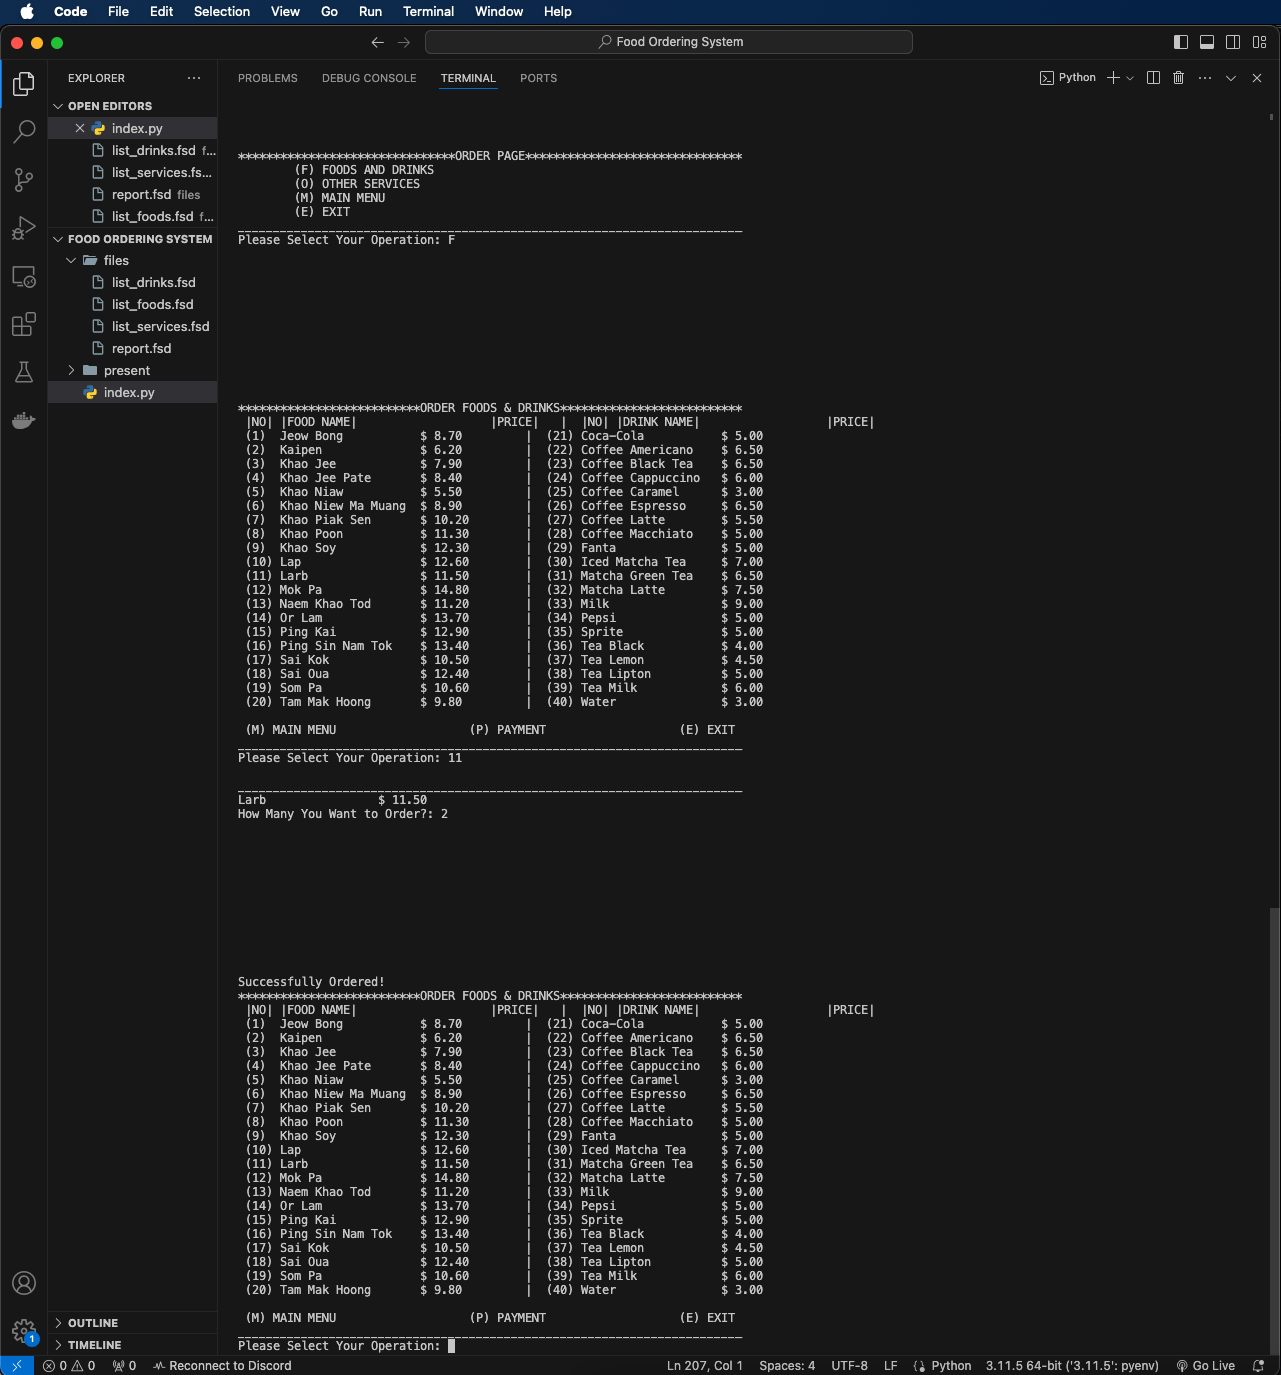 Code File Edit Selection View Go Run Terminal Window Help
Food Ordering System
EXPLORER
PROBLEMS DEBUG CONSOLE TERMINAL PORTS
Python
OPEN EDITORS
index.py
list_drinks.fsd f...
list_services.fs...
report.fsd files
list_foods.fsd f...
FOOD ORDERING SYSTEM
files
list_drinks.fsd
list_foods.fsd
list_services.fsd
report.fsd
present
index.py
OUTLINE
TIMELINE
*******************************ORDER PAGE*******************************
(F) FOODS AND DRINKS
(O) OTHER SERVICES
(M) MAIN MENU
(E) EXIT
________________________________________________________________________
Please Select Your Operation: F
**************************ORDER FOODS & DRINKS**************************
|NO| |FOOD NAME| |PRICE| | |NO| |DRINK NAME| |PRICE|
(1) Jeow Bong $ 8.70 | (21) Coca-Cola $ 5.00
(2) Kaipen $ 6.20 | (22) Coffee Americano $ 6.50
(3) Khao Jee $ 7.90 | (23) Coffee Black Tea $ 6.50
(4) Khao Jee Pate $ 8.40 | (24) Coffee Cappuccino $ 6.00
(5) Khao Niaw $ 5.50 | (25) Coffee Caramel $ 3.00
(6) Khao Niew Ma Muang $ 8.90 | (26) Coffee Espresso $ 6.50
(7) Khao Piak Sen $ 10.20 | (27) Coffee Latte $ 5.50
(8) Khao Poon $ 11.30 | (28) Coffee Macchiato $ 5.00
(9) Khao Soy $ 12.30 | (29) Fanta $ 5.00
(10) Lap $ 12.60 | (30) Iced Matcha Tea $ 7.00
(11) Larb $ 11.50 | (31) Matcha Green Tea $ 6.50
(12) Mok Pa $ 14.80 | (32) Matcha Latte $ 7.50
(13) Naem Khao Tod $ 11.20 | (33) Milk $ 9.00
(14) Or Lam $ 13.70 | (34) Pepsi $ 5.00
(15) Ping Kai $ 12.90 | (35) Sprite $ 5.00
(16) Ping Sin Nam Tok $ 13.40 | (36) Tea Black $ 4.00
(17) Sai Kok $ 10.50 | (37) Tea Lemon $ 4.50
(18) Sai Oua $ 12.40 | (38) Tea Lipton $ 5.00
(19) Som Pa $ 10.60 | (39) Tea Milk $ 6.00
(20) Tam Mak Hoong $ 9.80 | (40) Water $ 3.00
(M) MAIN MENU (P) PAYMENT (E) EXIT
________________________________________________________________________
Please Select Your Operation: 11
________________________________________________________________________
Larb $ 11.50
How Many You Want to Order?: 2
Successfully Ordered!
**************************ORDER FOODS & DRINKS**************************
|NO| |FOOD NAME| |PRICE| | |NO| |DRINK NAME| |PRICE|
(1) Jeow Bong $ 8.70 | (21) Coca-Cola $ 5.00
(2) Kaipen $ 6.20 | (22) Coffee Americano $ 6.50
(3) Khao Jee $ 7.90 | (23) Coffee Black Tea $ 6.50
(4) Khao Jee Pate $ 8.40 | (24) Coffee Cappuccino $ 6.00
(5) Khao Niaw $ 5.50 | (25) Coffee Caramel $ 3.00
(6) Khao Niew Ma Muang $ 8.90 | (26) Coffee Espresso $ 6.50
(7) Khao Piak Sen $ 10.20 | (27) Coffee Latte $ 5.50
(8) Khao Poon $ 11.30 | (28) Coffee Macchiato $ 5.00
(9) Khao Soy $ 12.30 | (29) Fanta $ 5.00
(10) Lap $ 12.60 | (30) Iced Matcha Tea $ 7.00
(11) Larb $ 11.50 | (31) Matcha Green Tea $ 6.50
(12) Mok Pa $ 14.80 | (32) Matcha Latte $ 7.50
(13) Naem Khao Tod $ 11.20 | (33) Milk $ 9.00
(14) Or Lam $ 13.70 | (34) Pepsi $ 5.00
(15) Ping Kai $ 12.90 | (35) Sprite $ 5.00
(16) Ping Sin Nam Tok $ 13.40 | (36) Tea Black $ 4.00
(17) Sai Kok $ 10.50 | (37) Tea Lemon $ 4.50
(18) Sai Oua $ 12.40 | (38) Tea Lipton $ 5.00
(19) Som Pa $ 10.60 | (39) Tea Milk $ 6.00
(20) Tam Mak Hoong $ 9.80 | (40) Water $ 3.00
(M) MAIN MENU (P) PAYMENT (E) EXIT
________________________________________________________________________
Please Select Your Operation:
1
0 0 0 Reconnect to Discord Ln 207, Col 1 Spaces: 4 UTF-8 LF Python 3.11.5 64-bit ('3.11.5': pyenv) Go Live